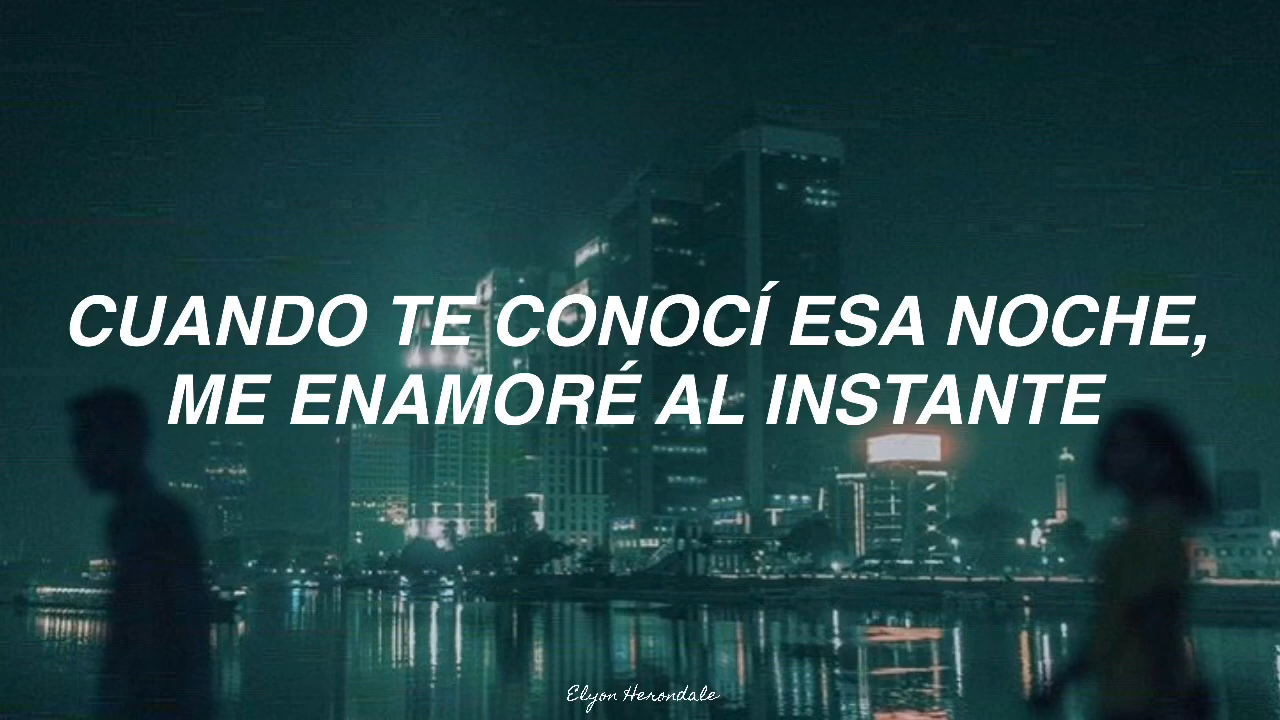 CUANDO TE CONOCÍ ESA NOCHE,
ME ENAMORÉ AL INSTANTE
Elyon Herondale